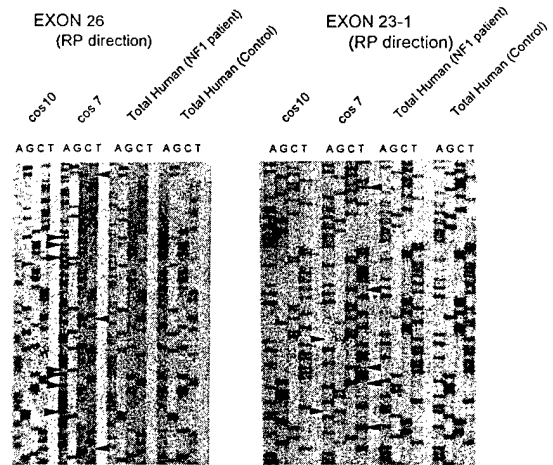 EXON 26
(RP direction)
cos 10
cos 7
Total Human (NF1 patient)
Total Human (Control)
A G C T A G C T A G C T A G C T
EXON 23-1
(RP direction)
cos 10
cos 7
Total Human (NF1 patient)
Total Human (Control)
A G C T A G C T A G C T A G C T